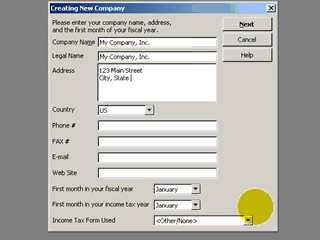 Creating New Company
Please enter your company name, address,
and the first month of your fiscal year.
Next
Cancel
Help
Company Name My Company, Inc.
Legal Name My Company, Inc.
Address 123 Main Street
City, State
Country US
Phone #
FAX #
E-mail
Web Site
First month in your fiscal year January
First month in your income tax year January
Income Tax Form Used <Other/None>